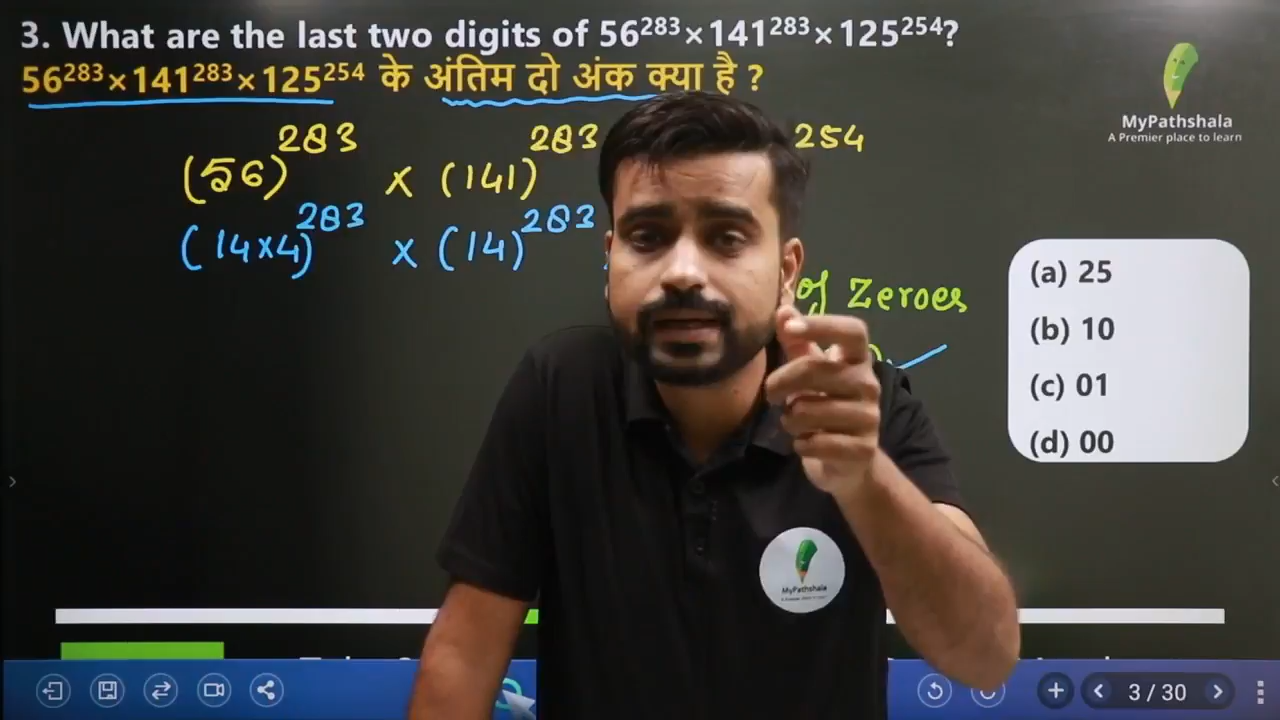 3. What are the last two digits of 56²⁸³×141²⁸³×125²⁵⁴?
56²⁸³×141²⁸³×125²⁵⁴ के अंतिम दो अंक क्या है ?
MyPathshala
A Premier place to learn
(56)²⁸³ × (141)²⁸³ 254
(14×4)²⁸³ × (14)²⁸³
of Zeroes
(a) 25
(b) 10
(c) 01
(d) 00
MyPathshala
3 / 30